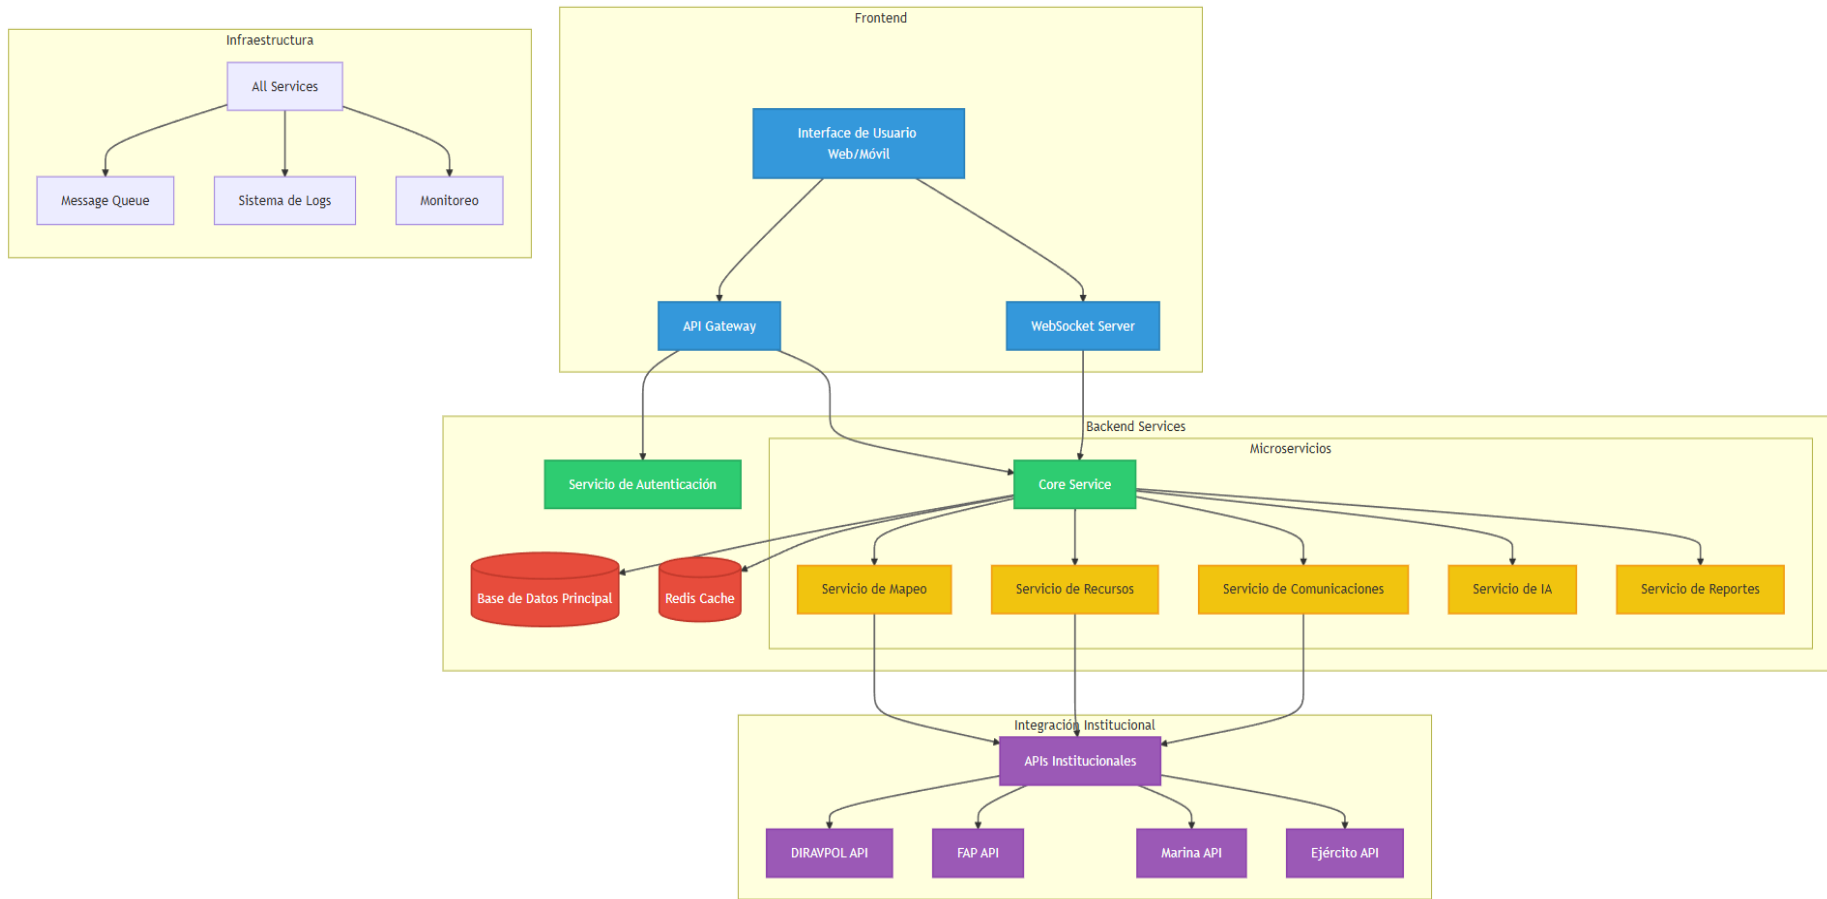 Infraestructura
All Services
Message Queue
Sistema de Logs
Monitoreo
Frontend
Interface de Usuario
Web/Móvil
API Gateway
WebSocket Server
Backend Services
Microservicios
Servicio de Autenticación
Core Service
Base de Datos Principal
Redis Cache
Servicio de Mapeo
Servicio de Recursos
Servicio de Comunicaciones
Servicio de IA
Servicio de Reportes
Integración Institucional
APIs Institucionales
DIRAVPOL API
FAP API
Marina API
Ejército API